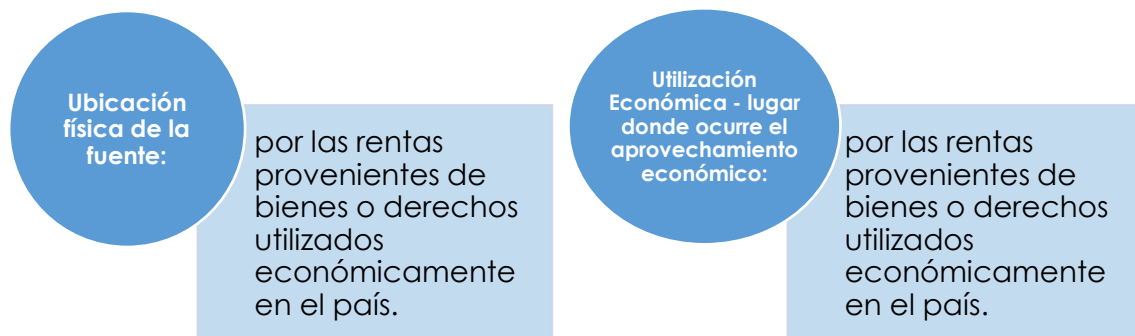 Ubicación
física de la
fuente:
por las rentas
provenientes de
bienes o derechos
utilizados
económicamente
en el país.
Utilización
Económica - lugar
donde ocurre el
aprovechamiento
económico:
por las rentas
provenientes de
bienes o derechos
utilizados
económicamente
en el país.